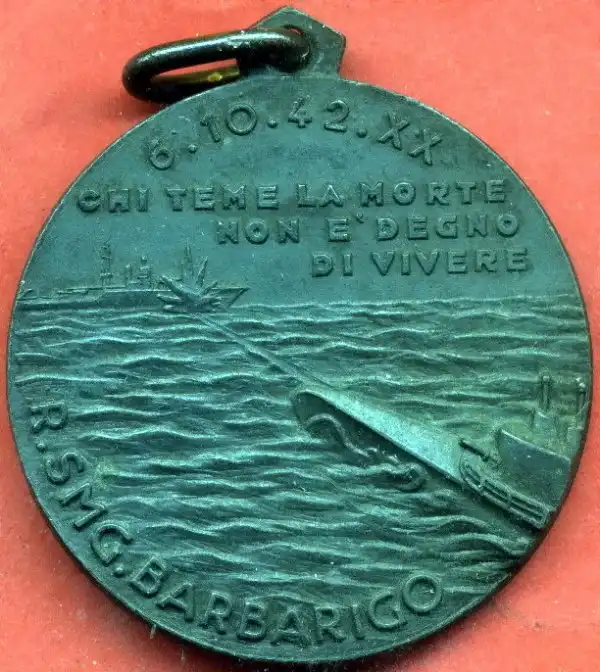 6.10.42.XX
CHI TEME LA MORTE
NON E' DEGNO
DI VIVERE
R.SMG.BARBARIGO